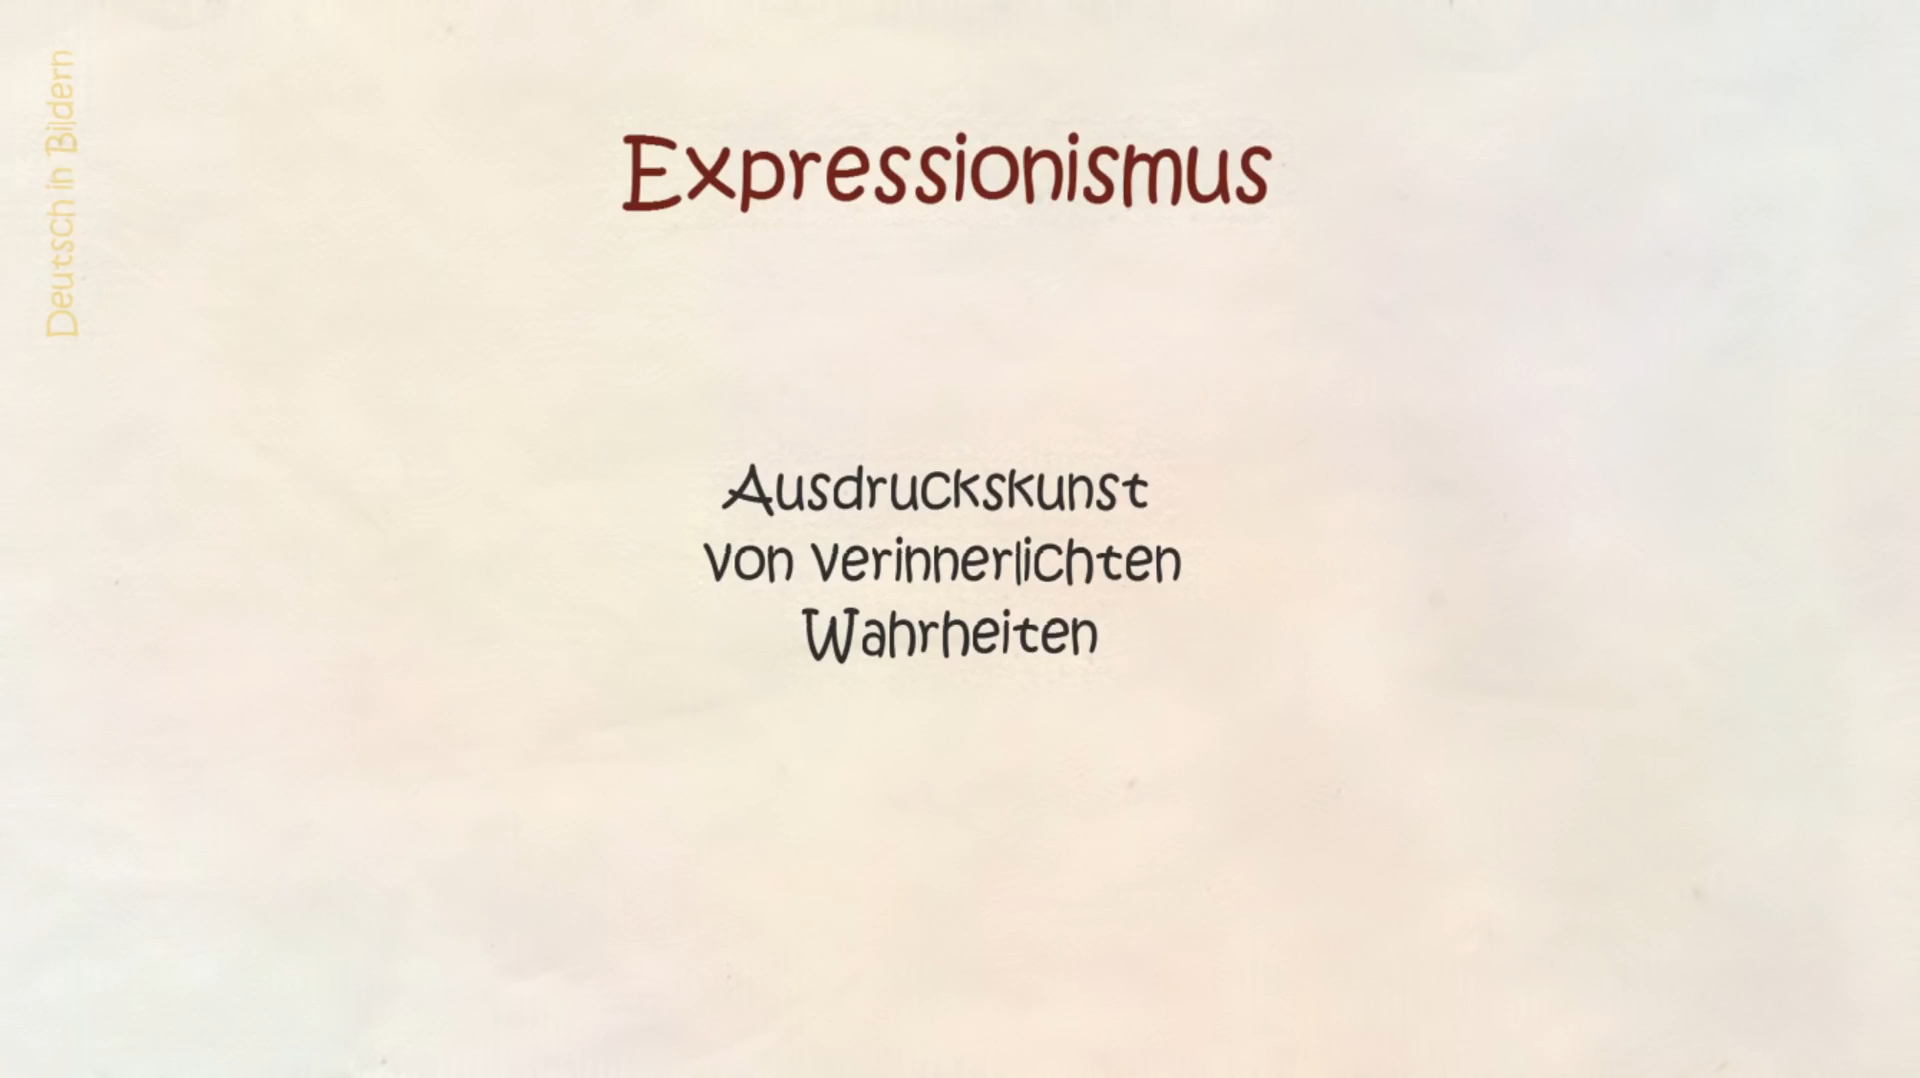 Deutsch in Bildern
Expressionismus
Ausdruckskunst
von verinnerlichten
Wahrheiten